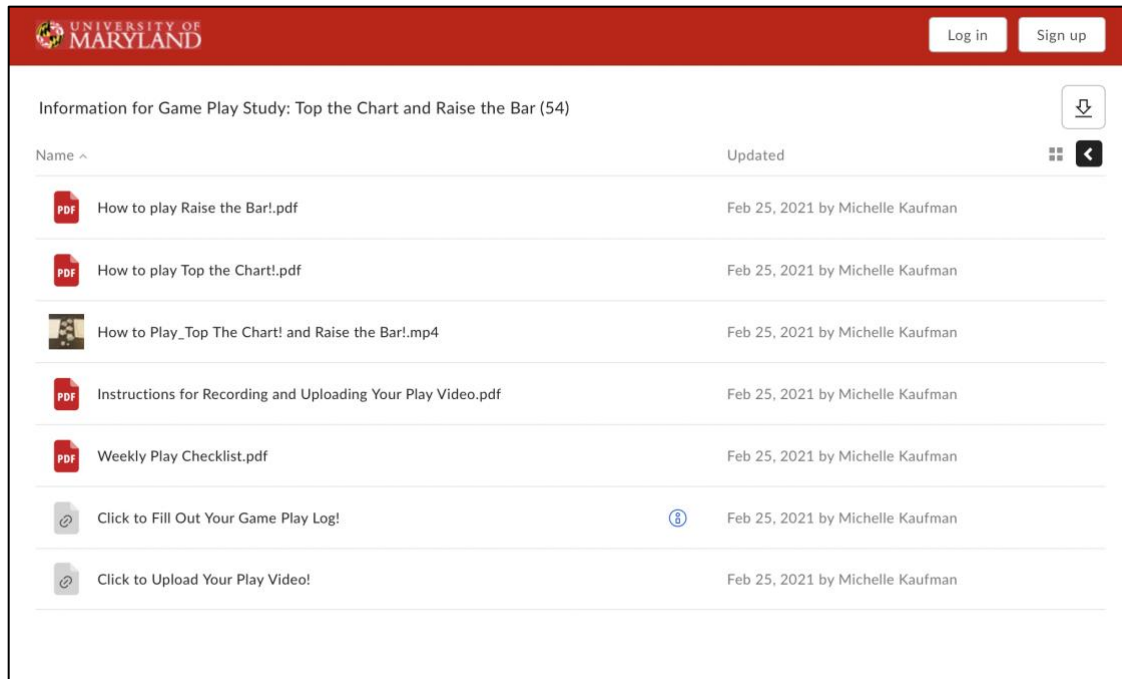 UNIVERSITY OF
MARYLAND
Log in
Sign up
Information for Game Play Study: Top the Chart and Raise the Bar (54)
Name
Updated
PDF How to play Raise the Bar!.pdf Feb 25, 2021 by Michelle Kaufman
PDF How to play Top the Chart!.pdf Feb 25, 2021 by Michelle Kaufman
How to Play_Top The Chart! and Raise the Bar!.mp4 Feb 25, 2021 by Michelle Kaufman
PDF Instructions for Recording and Uploading Your Play Video.pdf Feb 25, 2021 by Michelle Kaufman
PDF Weekly Play Checklist.pdf Feb 25, 2021 by Michelle Kaufman
Click to Fill Out Your Game Play Log! Feb 25, 2021 by Michelle Kaufman
Click to Upload Your Play Video! Feb 25, 2021 by Michelle Kaufman